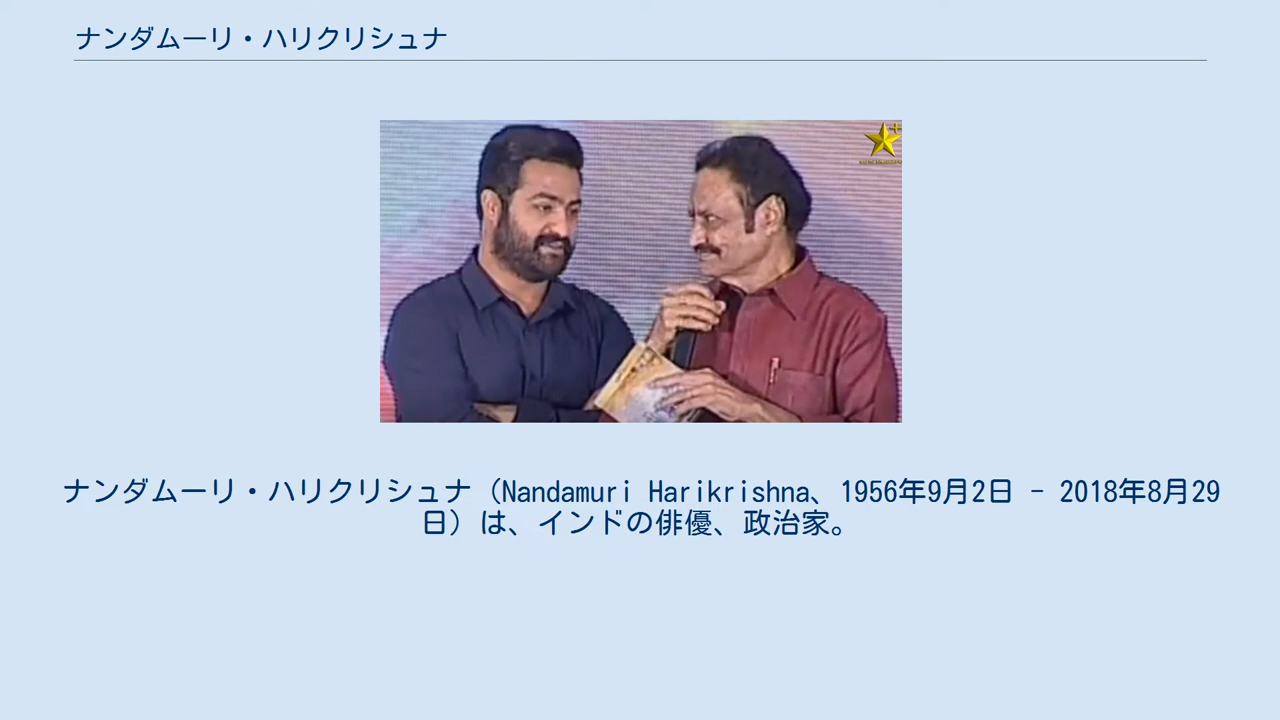 ナンダムーリ・ハリクリシュナ
ナンダムーリ・ハリクリシュナ（Nandamuri Harikrishna、1956年9月2日 - 2018年8月29
日）は、インドの俳優、政治家。